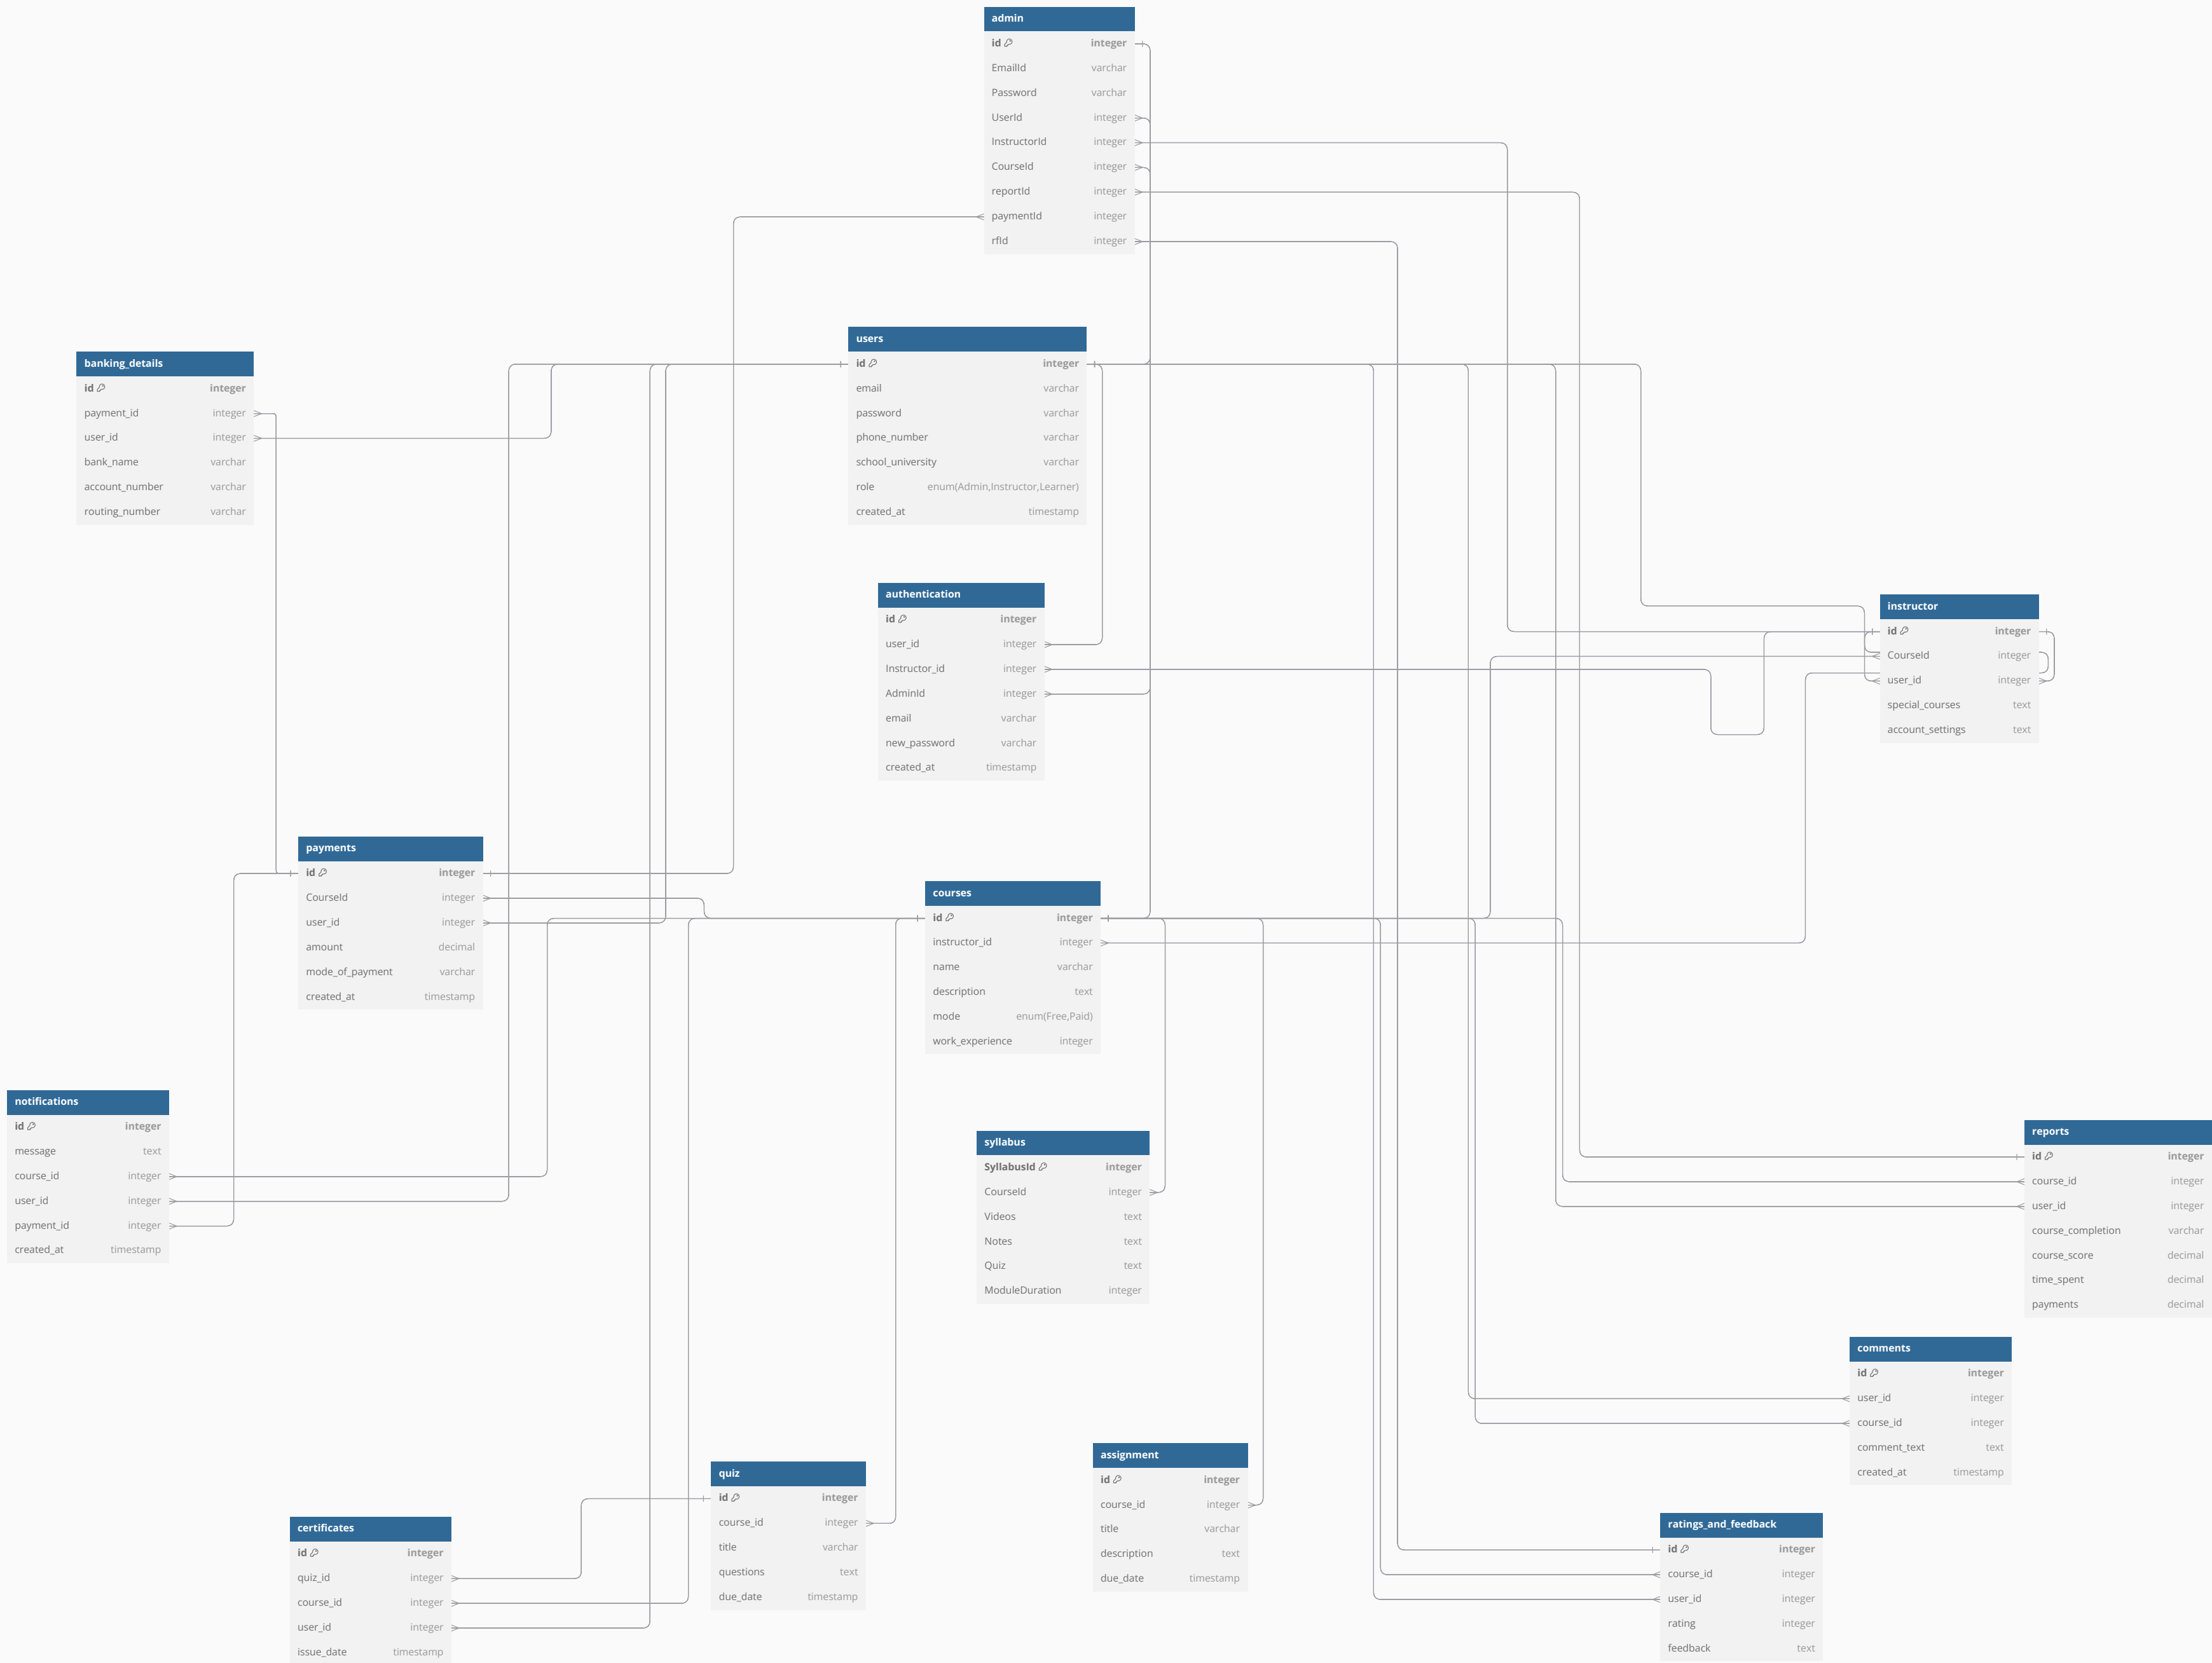 admin
id integer
EmailId varchar
Password varchar
UserId integer
InstructorId integer
CourseId integer
reportId integer
paymentId integer
rfId integer
users
id integer
email varchar
password varchar
phone_number varchar
school_university varchar
role enum(Admin,Instructor,Learner)
created_at timestamp
banking_details
id integer
payment_id integer
user_id integer
bank_name varchar
account_number varchar
routing_number varchar
authentication
id integer
user_id integer
Instructor_id integer
AdminId integer
email varchar
new_password varchar
created_at timestamp
instructor
id integer
CourseId integer
user_id integer
special_courses text
account_settings text
payments
id integer
CourseId integer
user_id integer
amount decimal
mode_of_payment varchar
created_at timestamp
courses
id integer
instructor_id integer
name varchar
description text
mode enum(Free,Paid)
work_experience integer
notifications
id integer
message text
course_id integer
user_id integer
payment_id integer
created_at timestamp
syllabus
SyllabusId integer
CourseId integer
Videos text
Notes text
Quiz text
ModuleDuration integer
reports
id integer
course_id integer
user_id integer
course_completion varchar
course_score decimal
time_spent decimal
payments decimal
comments
id integer
user_id integer
course_id integer
comment_text text
created_at timestamp
quiz
id integer
course_id integer
title varchar
questions text
due_date timestamp
assignment
id integer
course_id integer
title varchar
description text
due_date timestamp
certificates
id integer
quiz_id integer
course_id integer
user_id integer
issue_date timestamp
ratings_and_feedback
id integer
course_id integer
user_id integer
rating integer
feedback text